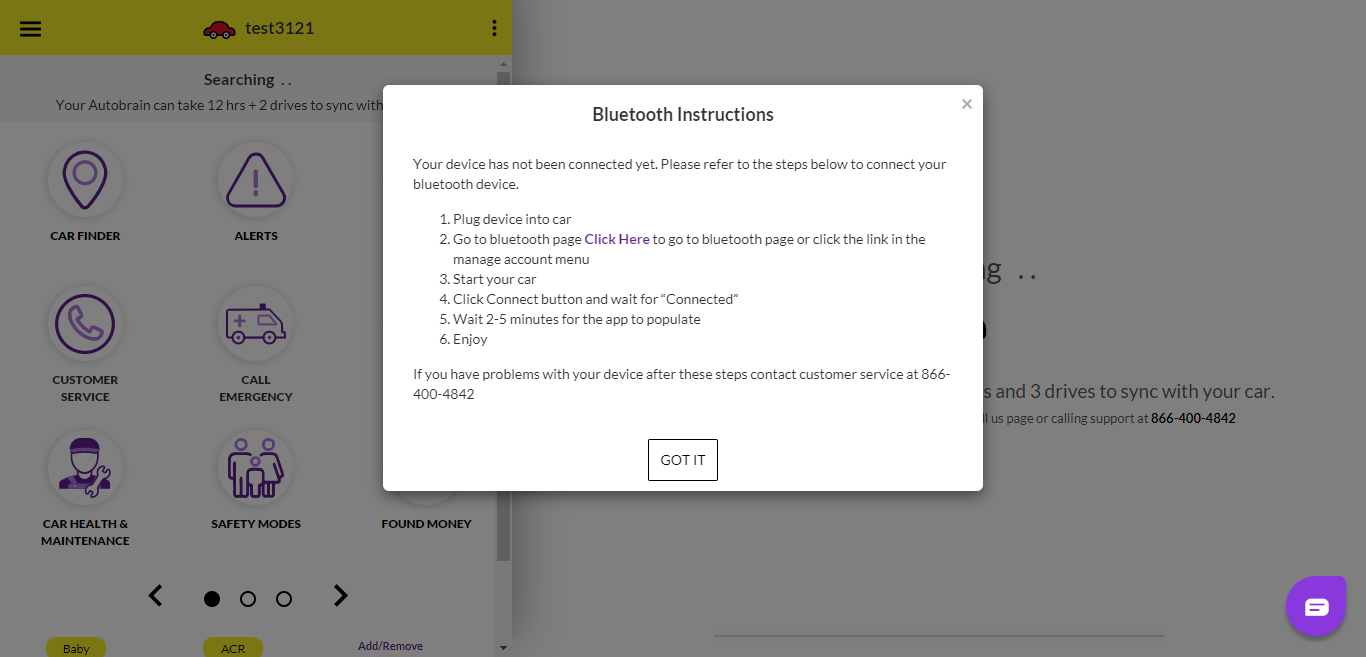 test3121
Searching . .
Your Autobrain can take 12 hrs + 2 drives to sync with
CAR FINDER
ALERTS
CUSTOMER
SERVICE
CALL
EMERGENCY
CAR HEALTH &
MAINTENANCE
SAFETY MODES
FOUND MONEY
Baby
ACR
Add/Remove
×
Bluetooth Instructions
Your device has not been connected yet. Please refer to the steps below to connect your
bluetooth device.
1. Plug device into car
2. Go to bluetooth page Click Here to go to bluetooth page or click the link in the
manage account menu
3. Start your car
4. Click Connect button and wait for “Connected”
5. Wait 2-5 minutes for the app to populate
6. Enjoy
If you have problems with your device after these steps contact customer service at 866-
400-4842
GOT IT
. .
and 3 drives to sync with your car.
us page or calling support at 866-400-4842